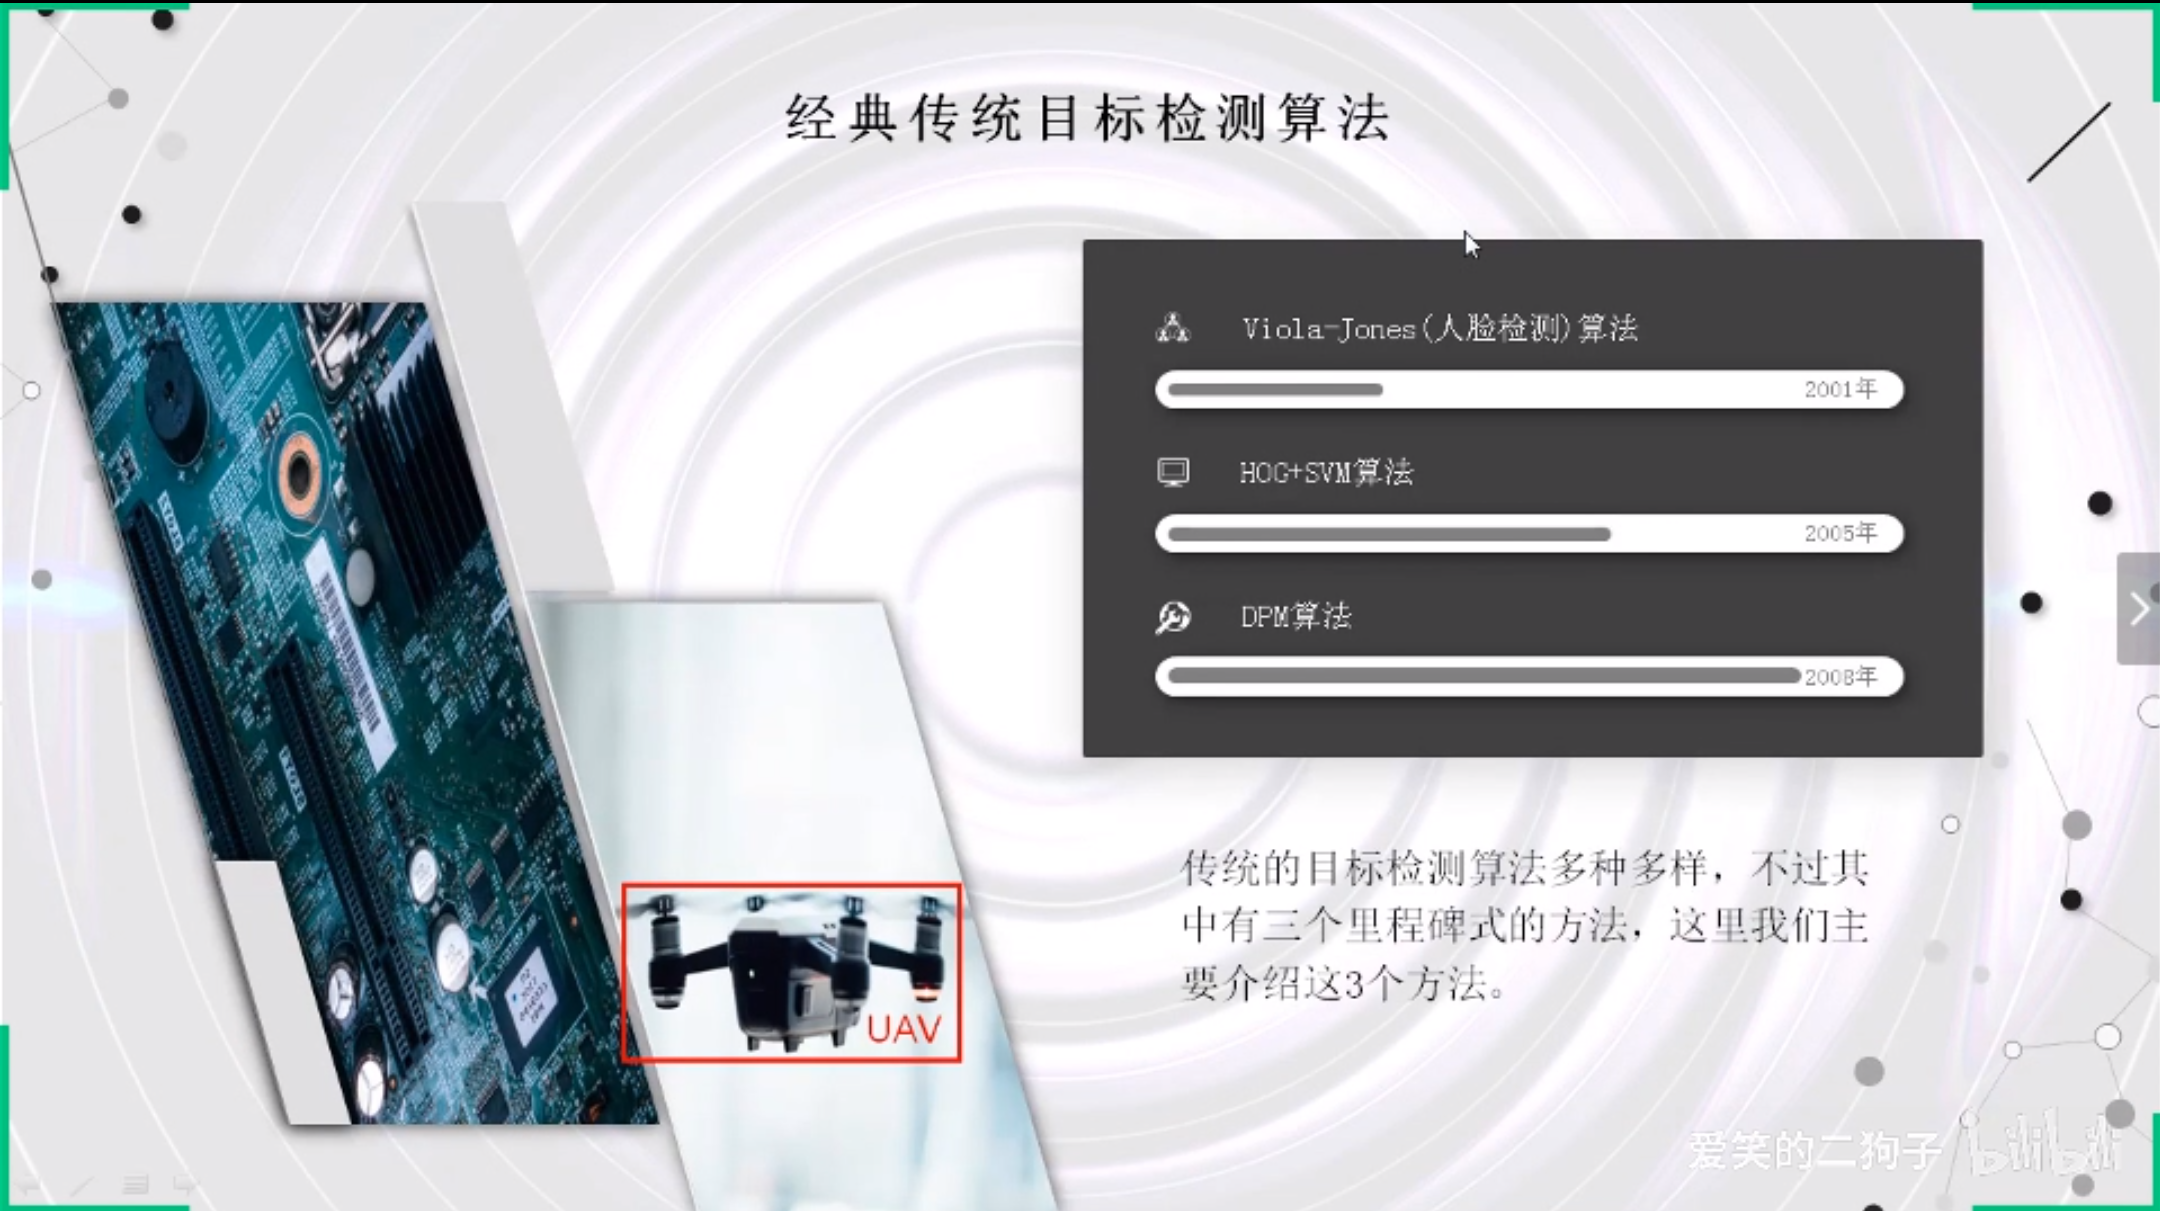 经典传统目标检测算法
Viola-Jones(人脸检测)算法
2001年
HOG+SVM算法
2005年
DPM算法
2008年
传统的目标检测算法多种多样，不过其
中有三个里程碑式的方法，这里我们主
要介绍这3个方法。
UAV
爱笑的二狗子 bilibili